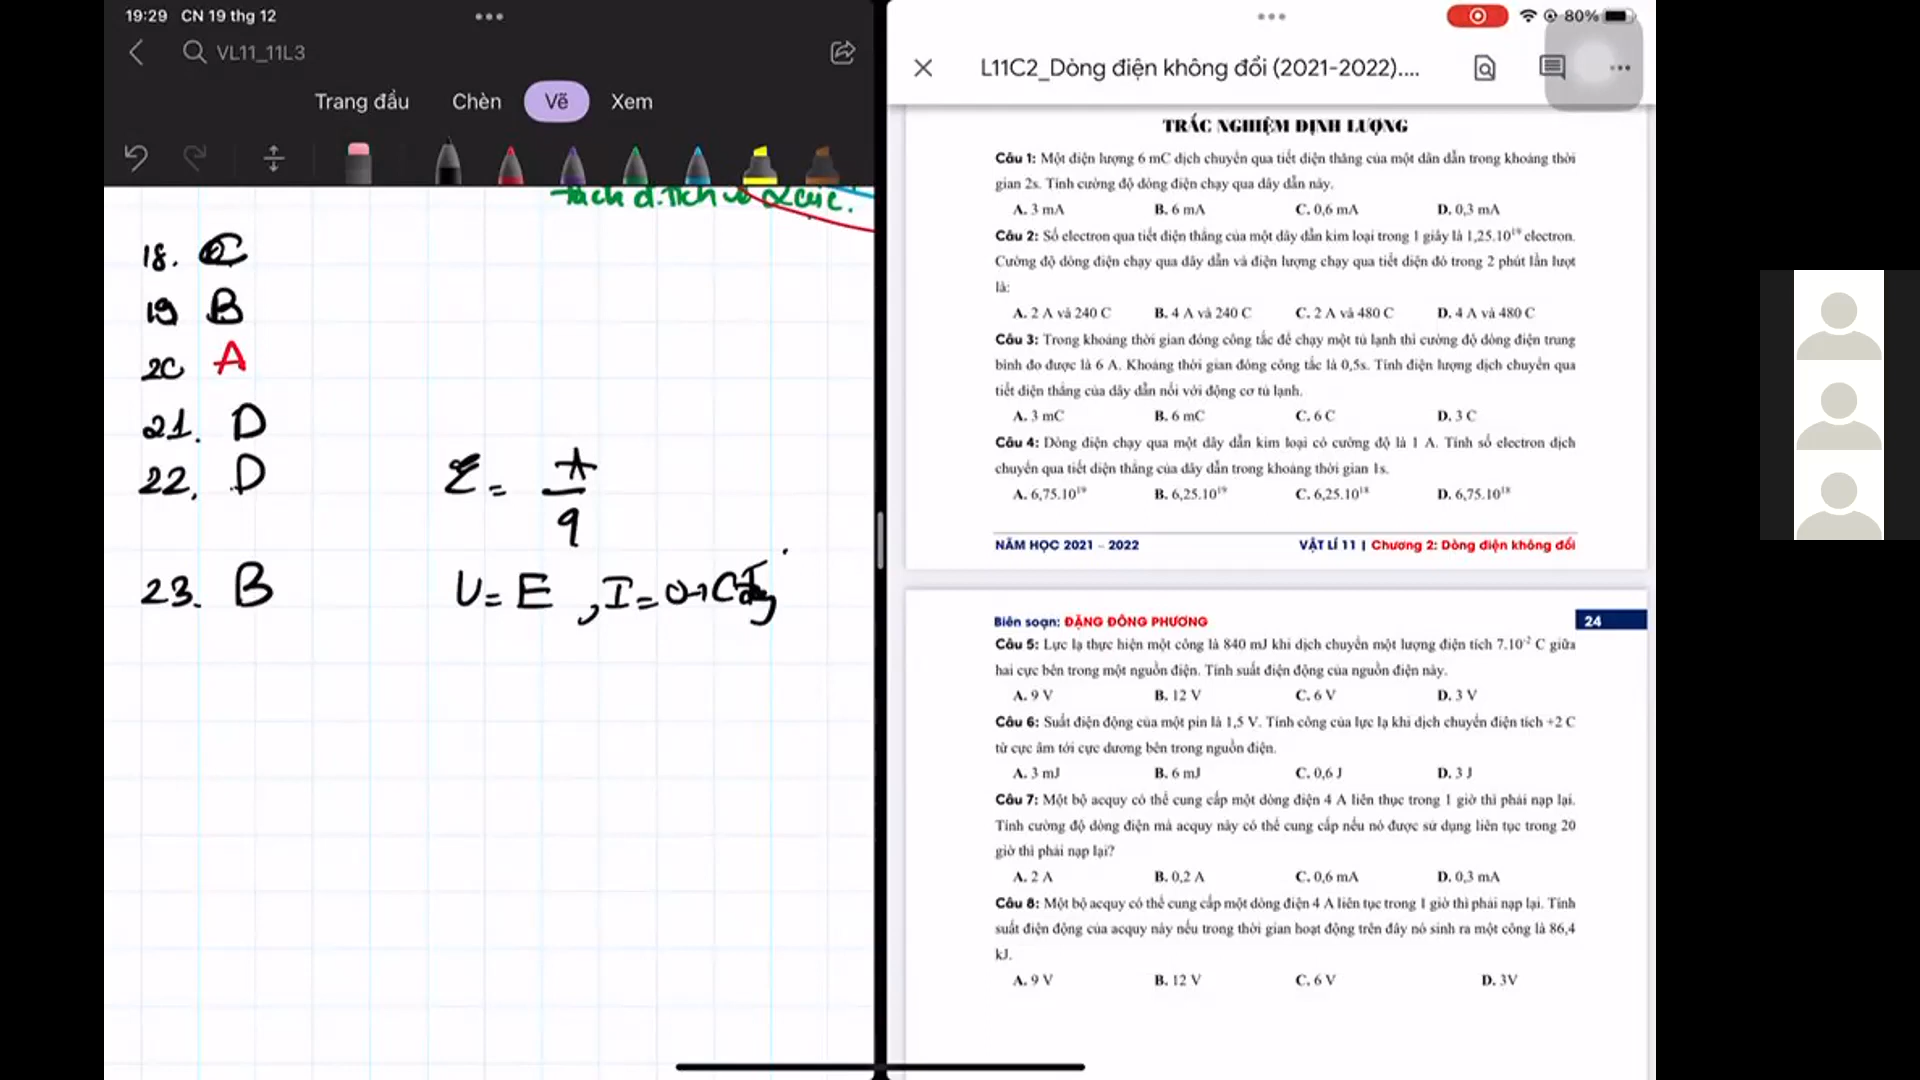 19:29 CN 19 thg 12
VL11_11L3
Trang đầu Chèn Vẽ Xem
tách d.tích về 2 cực.
18. C
19 B
20 A
21. D
22. D
ξ = A
q
23. B
U = E , I = 0
80%
L11C2_Dòng điện không đổi (2021-2022)....
TRẮC NGHIỆM ĐỊNH LƯỢNG
Câu 1: Một điện lượng 6 mC dịch chuyển qua tiết diện thẳng của một dân dẫn trong khoảng thời
gian 2s. Tính cường độ dòng điện chạy qua dây dẫn này.
A. 3 mA B. 6 mA C. 0,6 mA D. 0,3 mA
Câu 2: Số electron qua tiết diện thẳng của một dây dẫn kim loại trong 1 giây là 1,25.10¹⁹ electron.
Cường độ dòng điện chạy qua dây dẫn và điện lượng chạy qua tiết diện đó trong 2 phút lần lượt
là:
A. 2 A và 240 C B. 4 A và 240 C C. 2 A và 480 C D. 4 A và 480 C
Câu 3: Trong khoảng thời gian đóng công tắc để chạy một tủ lạnh thì cường độ dòng điện trung
bình đo được là 6 A. Khoảng thời gian đóng công tắc là 0,5s. Tính điện lượng dịch chuyển qua
tiết diện thẳng của dây dẫn nối với động cơ tủ lạnh.
A. 3 mC B. 6 mC C. 6 C D. 3 C
Câu 4: Dòng điện chạy qua một dây dẫn kim loại có cường độ là 1 A. Tính số electron dịch
chuyển qua tiết diện thẳng của dây dẫn trong khoảng thời gian 1s.
A. 6,75.10¹⁹ B. 6,25.10¹⁹ C. 6,25.10¹⁸ D. 6,75.10¹⁸
NĂM HỌC 2021 – 2022 VẬT LÍ 11 | Chương 2: Dòng điện không đổi
Biên soạn: ĐẶNG ĐÔNG PHƯƠNG 24
Câu 5: Lực lạ thực hiện một công là 840 mJ khi dịch chuyển một lượng điện tích 7.10⁻² C giữa
hai cực bên trong một nguồn điện. Tính suất điện động của nguồn điện này.
A. 9 V B. 12 V C. 6 V D. 3 V
Câu 6: Suất điện động của một pin là 1,5 V. Tính công của lực lạ khi dịch chuyển điện tích +2 C
từ cực âm tới cực dương bên trong nguồn điện.
A. 3 mJ B. 6 mJ C. 0,6 J D. 3 J
Câu 7: Một bộ acquy có thể cung cấp một dòng điện 4 A liên thục trong 1 giờ thì phải nạp lại.
Tính cường độ dòng điện mà acquy này có thể cung cấp nếu nó được sử dụng liên tục trong 20
giờ thì phải nạp lại?
A. 2 A B. 0,2 A C. 0,6 mA D. 0,3 mA
Câu 8: Một bộ acquy có thể cung cấp một dòng điện 4 A liên tục trong 1 giờ thì phải nạp lại. Tính
suất điện động của acquy này nếu trong thời gian hoạt động trên đây nó sinh ra một công là 86,4
kJ.
A. 9 V B. 12 V C. 6 V D. 3V